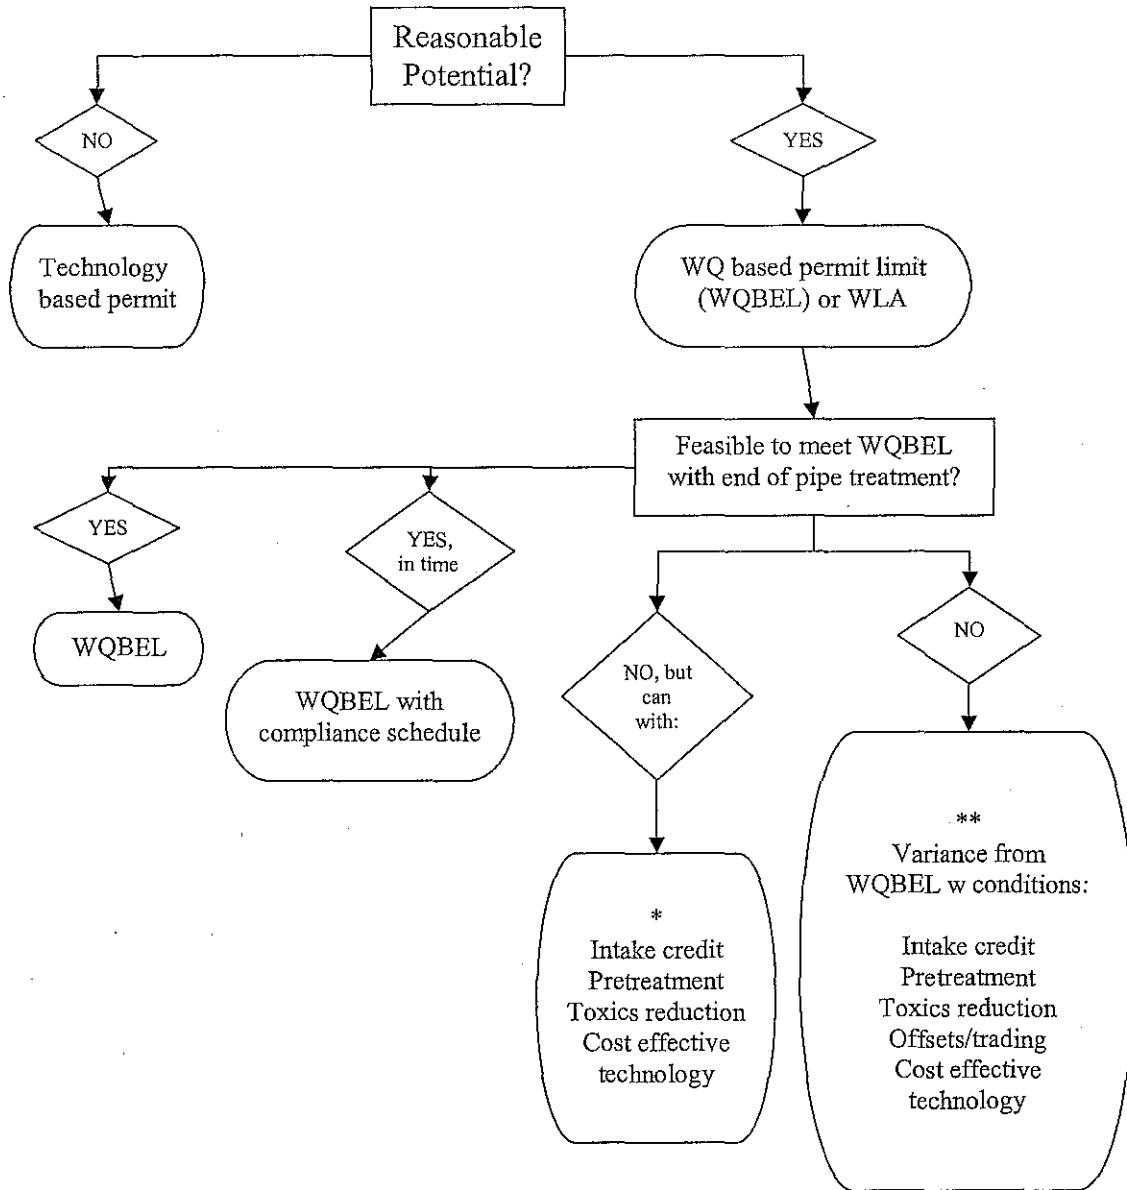 Reasonable
Potential?
NO
YES
Technology
based permit
WQ based permit limit
(WQBEL) or WLA
Feasible to meet WQBEL
with end of pipe treatment?
YES
YES,
in time
NO, but
can
with:
NO
WQBEL
WQBEL with
compliance schedule
*
Intake credit
Pretreatment
Toxics reduction
Cost effective
technology
**
Variance from
WQBEL w conditions:
Intake credit
Pretreatment
Toxics reduction
Offsets/trading
Cost effective
technology